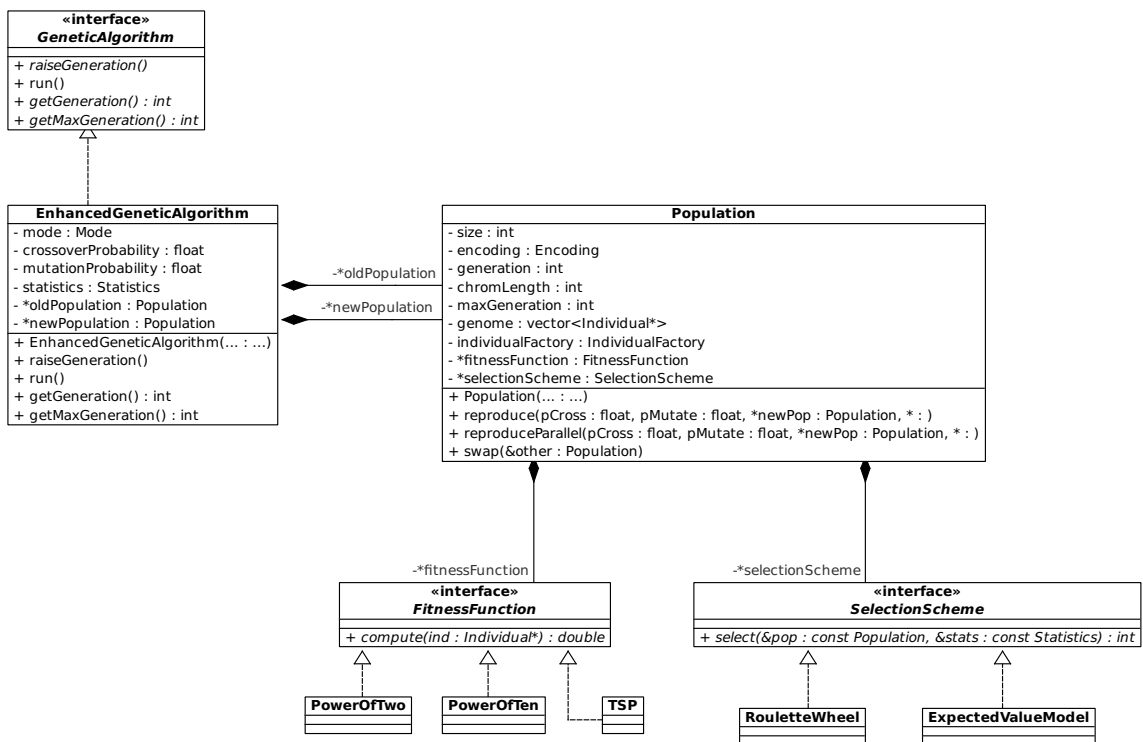 «interface»
GeneticAlgorithm
+ raiseGeneration()
+ run()
+ getGeneration() : int
+ getMaxGeneration() : int
EnhancedGeneticAlgorithm
- mode : Mode
- crossoverProbability : float
- mutationProbability : float
- statistics : Statistics
- *oldPopulation : Population
- *newPopulation : Population
+ EnhancedGeneticAlgorithm(... : ...)
+ raiseGeneration()
+ run()
+ getGeneration() : int
+ getMaxGeneration() : int
-*oldPopulation
-*newPopulation
Population
- size : int
- encoding : Encoding
- generation : int
- chromLength : int
- maxGeneration : int
- genome : vector<Individual*>
- individualFactory : IndividualFactory
- *fitnessFunction : FitnessFunction
- *selectionScheme : SelectionScheme
+ Population(... : ...)
+ reproduce(pCross : float, pMutate : float, *newPop : Population, * : )
+ reproduceParallel(pCross : float, pMutate : float, *newPop : Population, * : )
+ swap(&other : Population)
-*fitnessFunction
«interface»
FitnessFunction
+ compute(ind : Individual*) : double
PowerOfTwo
PowerOfTen
TSP
-*selectionScheme
«interface»
SelectionScheme
+ select(&pop : const Population, &stats : const Statistics) : int
RouletteWheel
ExpectedValueModel